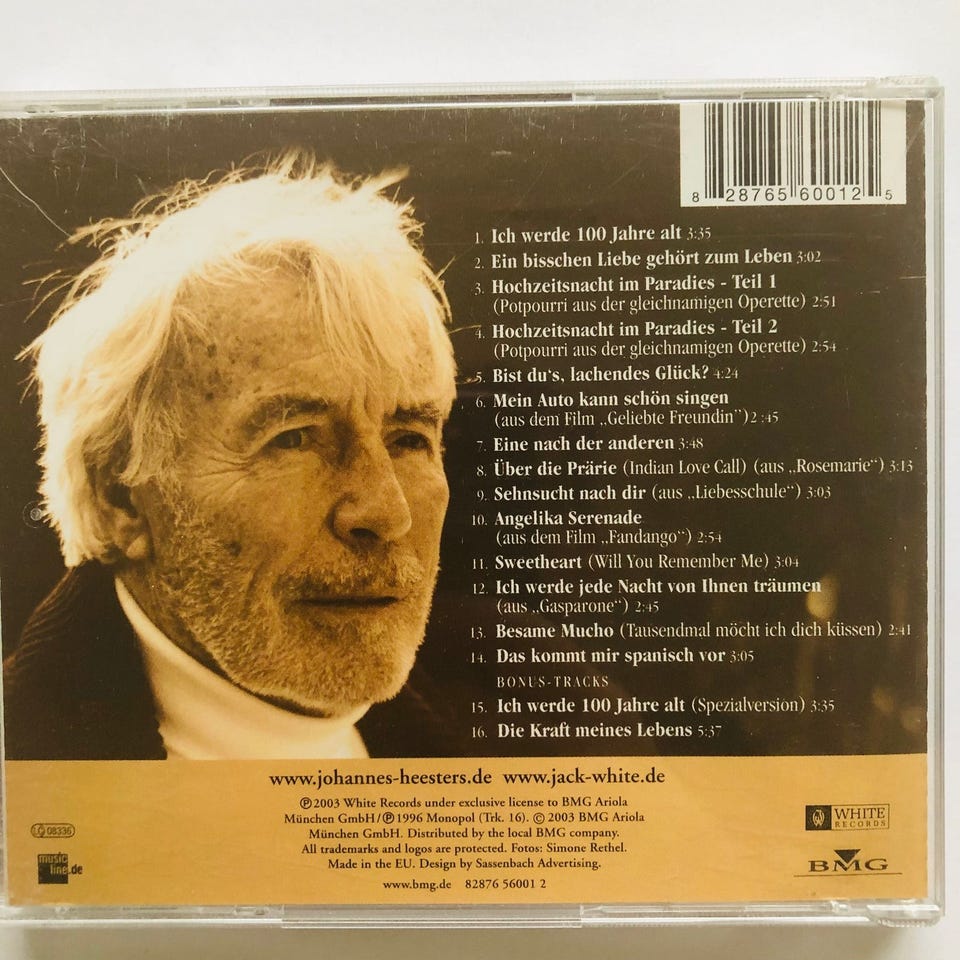 8 28765 60012 5
1. Ich werde 100 Jahre alt 3:35
2. Ein bisschen Liebe gehört zum Leben 3:02
3. Hochzeitsnacht im Paradies - Teil 1
(Potpourri aus der gleichnamigen Operette) 2:51
4. Hochzeitsnacht im Paradies - Teil 2
(Potpourri aus der gleichnamigen Operette) 2:54
5. Bist du's, lachendes Glück? 4:24
6. Mein Auto kann schön singen
(aus dem Film „Geliebte Freundin") 2:45
7. Eine nach der anderen 3:48
8. Über die Prärie (Indian Love Call) (aus „Rosemarie") 3:13
9. Sehnsucht nach dir (aus „Liebesschule") 3:03
10. Angelika Serenade
(aus dem Film „Fandango") 2:54
11. Sweetheart (Will You Remember Me) 3:04
12. Ich werde jede Nacht von Ihnen träumen
(aus „Gasparone") 2:45
13. Besame Mucho (Tausendmal möcht ich dich küssen) 2:41
14. Das kommt mir spanisch vor 3:05
BONUS-TRACKS
15. Ich werde 100 Jahre alt (Spezialversion) 3:35
16. Die Kraft meines Lebens 5:37
www.johannes-heesters.de www.jack-white.de
℗ 2003 White Records under exclusive license to BMG Ariola
München GmbH/℗ 1996 Monopol (Trk. 16). © 2003 BMG Ariola
München GmbH. Distributed by the local BMG company.
All trademarks and logos are protected. Fotos: Simone Rethel.
Made in the EU. Design by Sassenbach Advertising.
www.bmg.de 82876 56001 2
LC 08336
music
line.de
WHITE
RECORDS
BMG